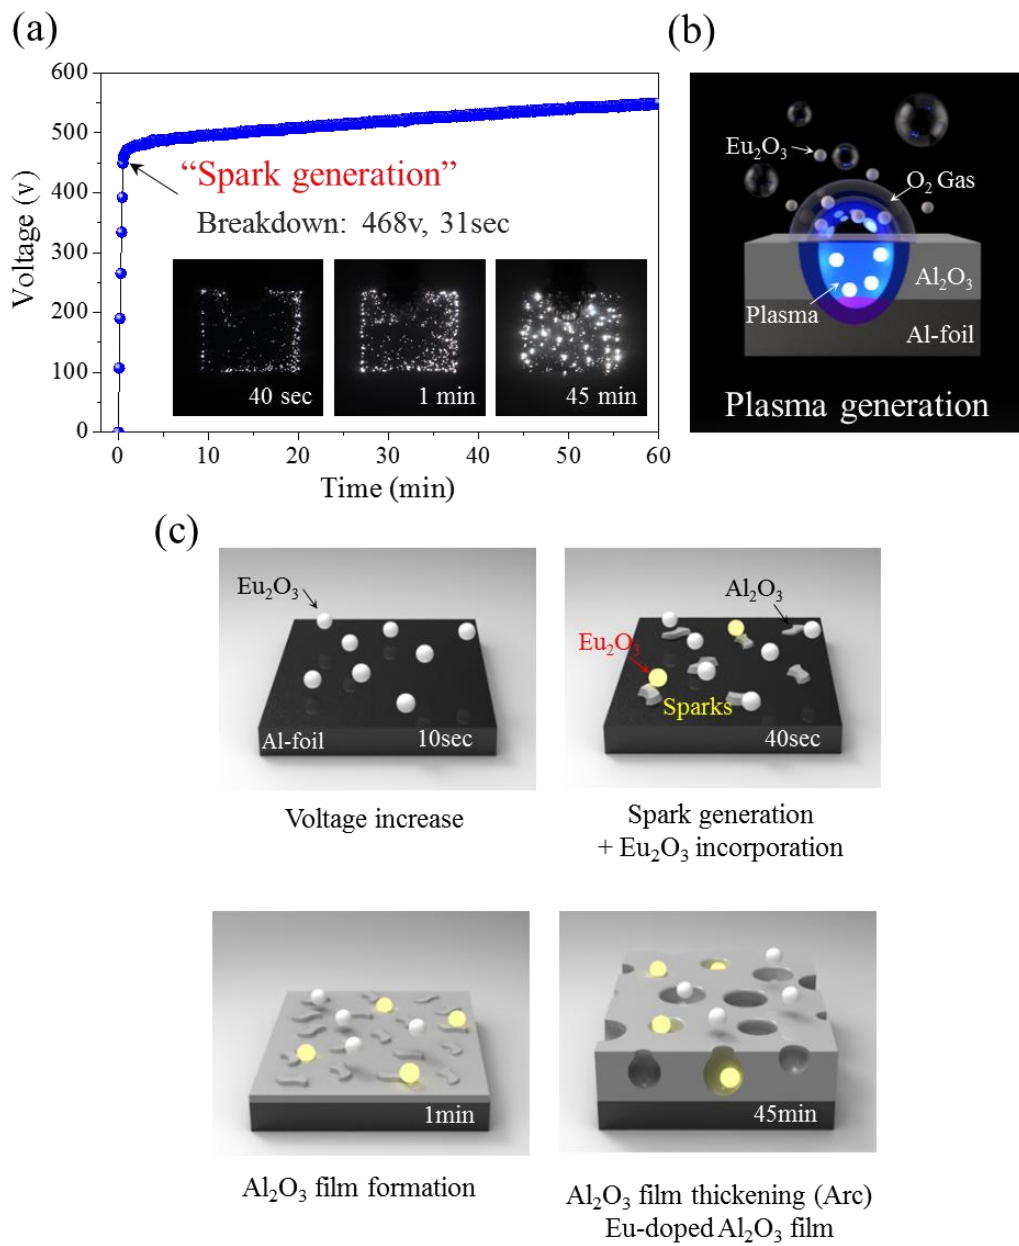 (a)
600
500
400
300
200
100
0
Voltage (v)
“Spark generation”
Breakdown: 468v, 31sec
40 sec
1 min
45 min
0
10
20
30
40
50
60
Time (min)
(b)
Eu₂O₃
O₂ Gas
Al₂O₃
Plasma
Al-foil
Plasma generation
(c)
Eu₂O₃
Al-foil
10sec
Voltage increase
Al₂O₃
Eu₂O₃
Sparks
40sec
Spark generation
+ Eu₂O₃ incorporation
1min
Al₂O₃ film formation
45min
Al₂O₃ film thickening (Arc)
Eu-doped Al₂O₃ film